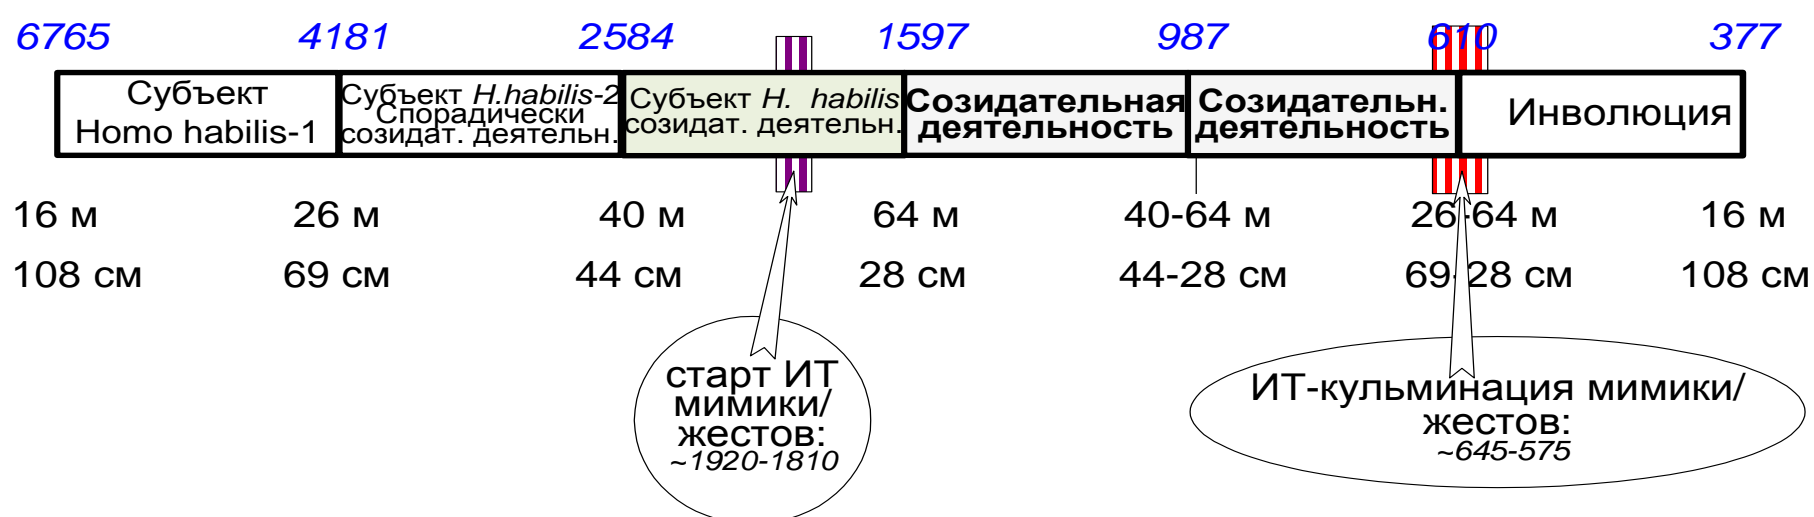 6765 4181 2584 1597 987 610 377
Субъект
Homo habilis-1
Субъект H.habilis-2
Спорадически
созидат. деятельн.
Субъект H. habilis
созидат. деятельн.
Созидательная
деятельность
Созидательн.
деятельность
Инволюция
16 м 26 м 40 м 64 м 40-64 м 26-64 м 16 м
108 см 69 см 44 см 28 см 44-28 см 69-28 см 108 см
старт ИТ
мимики/
жестов:
~1920-1810
ИТ-кульминация мимики/
жестов:
~645-575